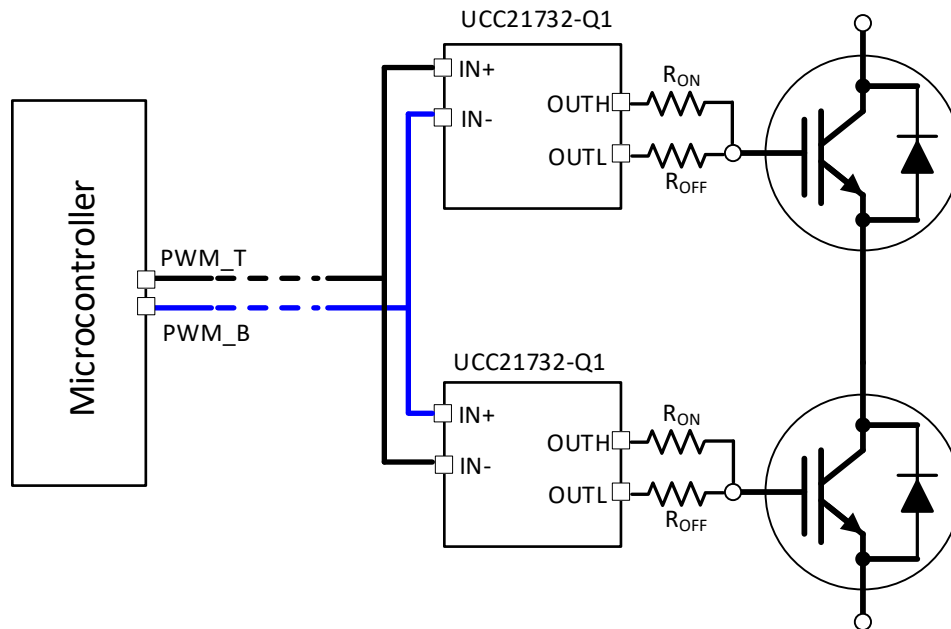 UCC21732-Q1
IN+
IN-
OUTH
OUTL
RON
ROFF
Microcontroller
PWM_T
PWM_B
UCC21732-Q1
IN+
IN-
OUTH
OUTL
RON
ROFF